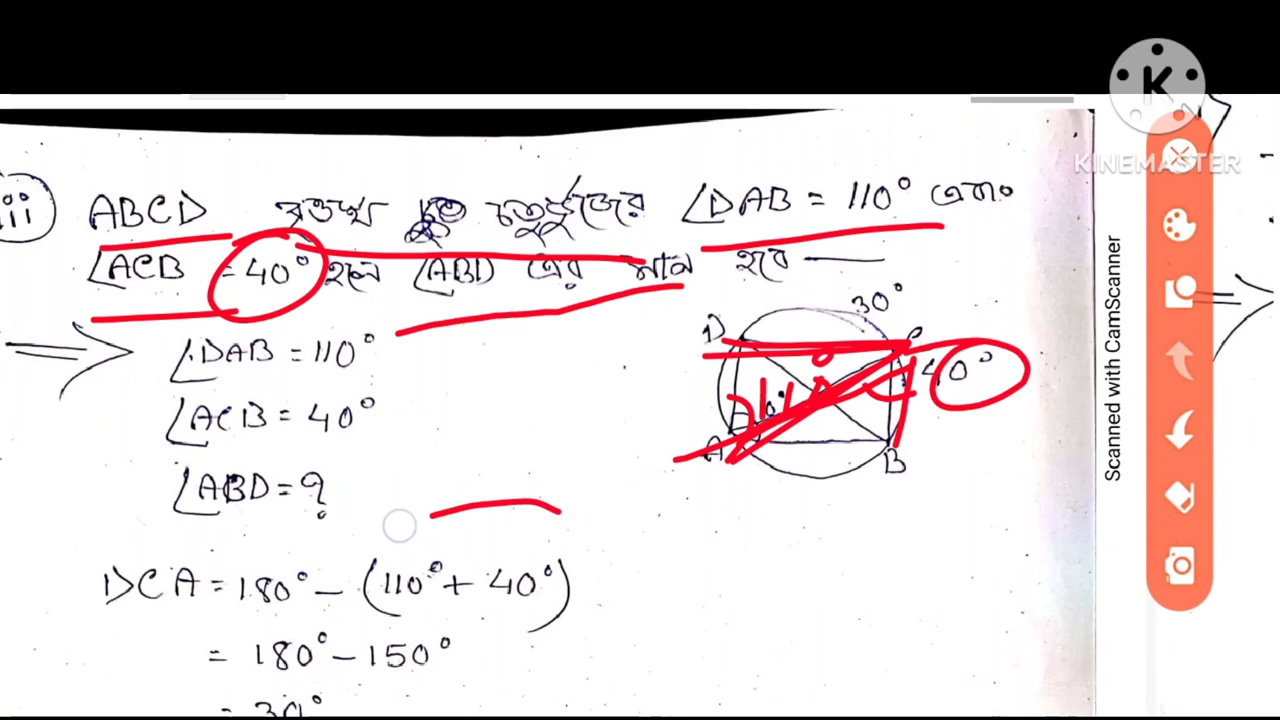 K
KINEMASTER
iii
ABCD বৃত্তস্থ চতুর্ভুজের ∠DAB = 110° এবং
∠ACB = 40° হলে ∠ABD এর মান হবে ——
∠DAB = 110°
∠ACB = 40°
∠ABD = ?
DCA = 180° – (110° + 40°)
= 180° – 150°
= 30°
30°
D
C
40°
A
B
Scanned with CamScanner